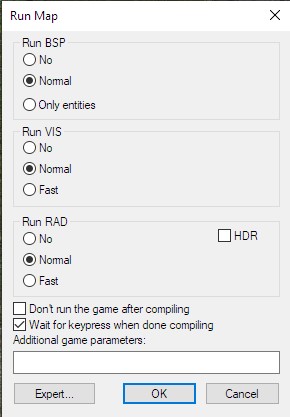 Run Map
Run BSP
No
Normal
Only entities
Run VIS
No
Normal
Fast
Run RAD
No
HDR
Normal
Fast
Don't run the game after compiling
Wait for keypress when done compiling
Additional game parameters:
Expert... OK Cancel